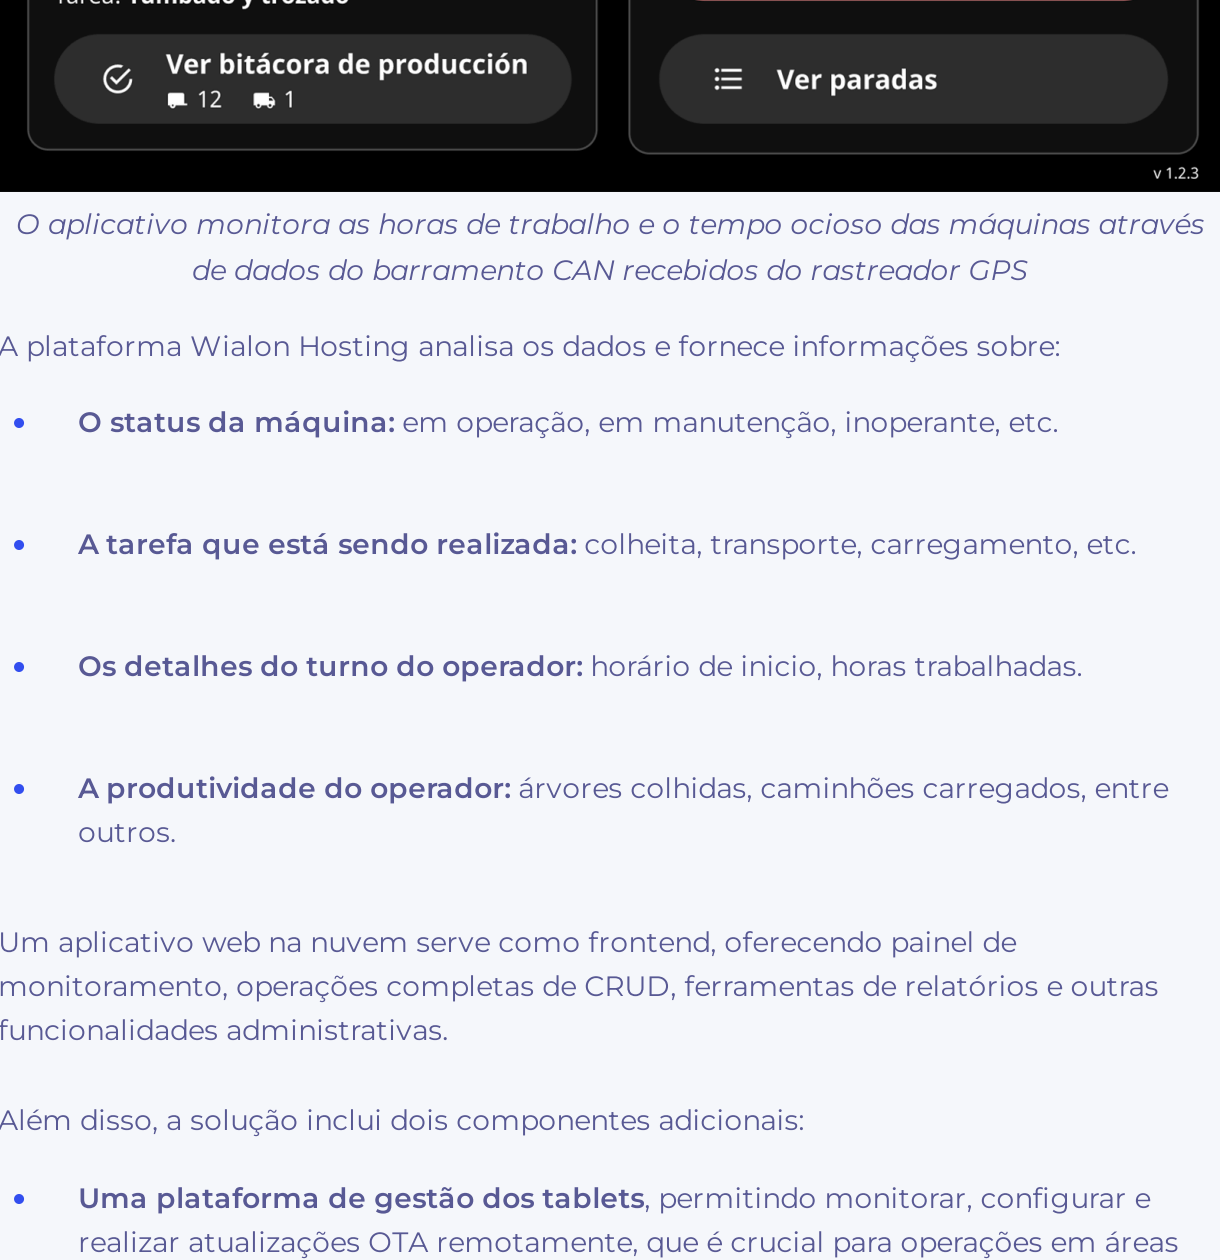 Tarea: Tumbado y trozado
Ver bitácora de producción
12 1
Ver paradas
v 1.2.3
O aplicativo monitora as horas de trabalho e o tempo ocioso das máquinas através
de dados do barramento CAN recebidos do rastreador GPS
A plataforma Wialon Hosting analisa os dados e fornece informações sobre:
• O status da máquina: em operação, em manutenção, inoperante, etc.
• A tarefa que está sendo realizada: colheita, transporte, carregamento, etc.
• Os detalhes do turno do operador: horário de inicio, horas trabalhadas.
• A produtividade do operador: árvores colhidas, caminhões carregados, entre
outros.
Um aplicativo web na nuvem serve como frontend, oferecendo painel de
monitoramento, operações completas de CRUD, ferramentas de relatórios e outras
funcionalidades administrativas.
Além disso, a solução inclui dois componentes adicionais:
• Uma plataforma de gestão dos tablets, permitindo monitorar, configurar e
realizar atualizações OTA remotamente, que é crucial para operações em áreas